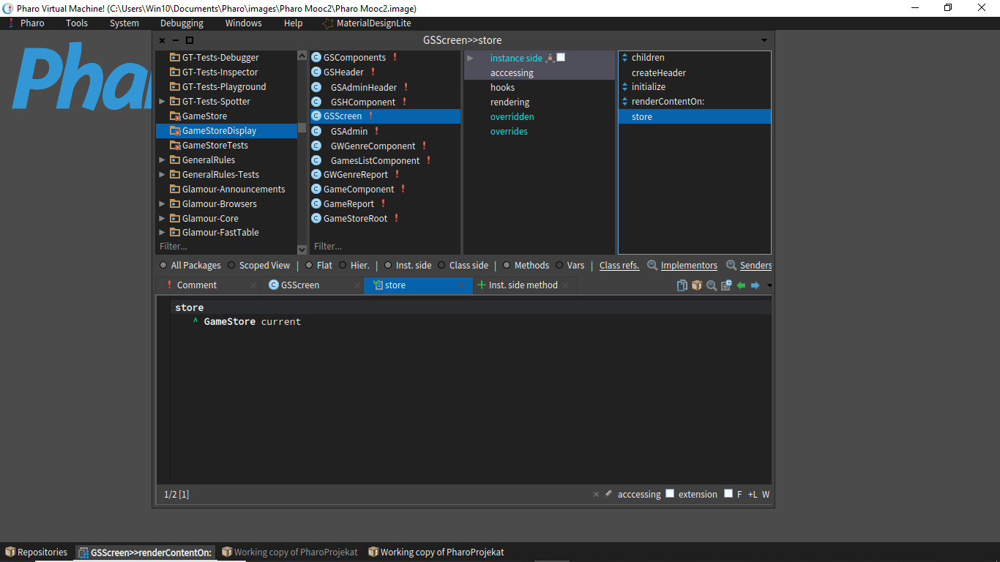 Pharo Virtual Machine! (C:\Users\Win10\Documents\Pharo\images\Pharo Mooc2\Pharo Mooc2.image)
Pharo Tools System Debugging Windows Help MaterialDesignLite
GSScreen>>store
GT-Tests-Debugger
GT-Tests-Inspector
GT-Tests-Playground
GT-Tests-Spotter
GameStore
GameStoreDisplay
GameStoreTests
GeneralRules
GeneralRules-Tests
Glamour-Announcements
Glamour-Browsers
Glamour-Core
Glamour-FastTable
Filter...
GSComponents
GSHeader
GSAdminHeader
GSHComponent
GSScreen
GSAdmin
GWGenreComponent
GamesListComponent
GWGenreReport
GameComponent
GameReport
GameStoreRoot
Filter...
instance side
acccessing
hooks
rendering
overridden
overrides
children
createHeader
initialize
renderContentOn:
store
All Packages Scoped View | Flat Hier. | Inst. side Class side | Methods Vars | Class refs. Implementors Senders
Comment GSScreen store Inst. side method
store
^ GameStore current
1/2 [1] acccessing extension F +L W
Repositories GSScreen>>renderContentOn: Working copy of PharoProjekat Working copy of PharoProjekat